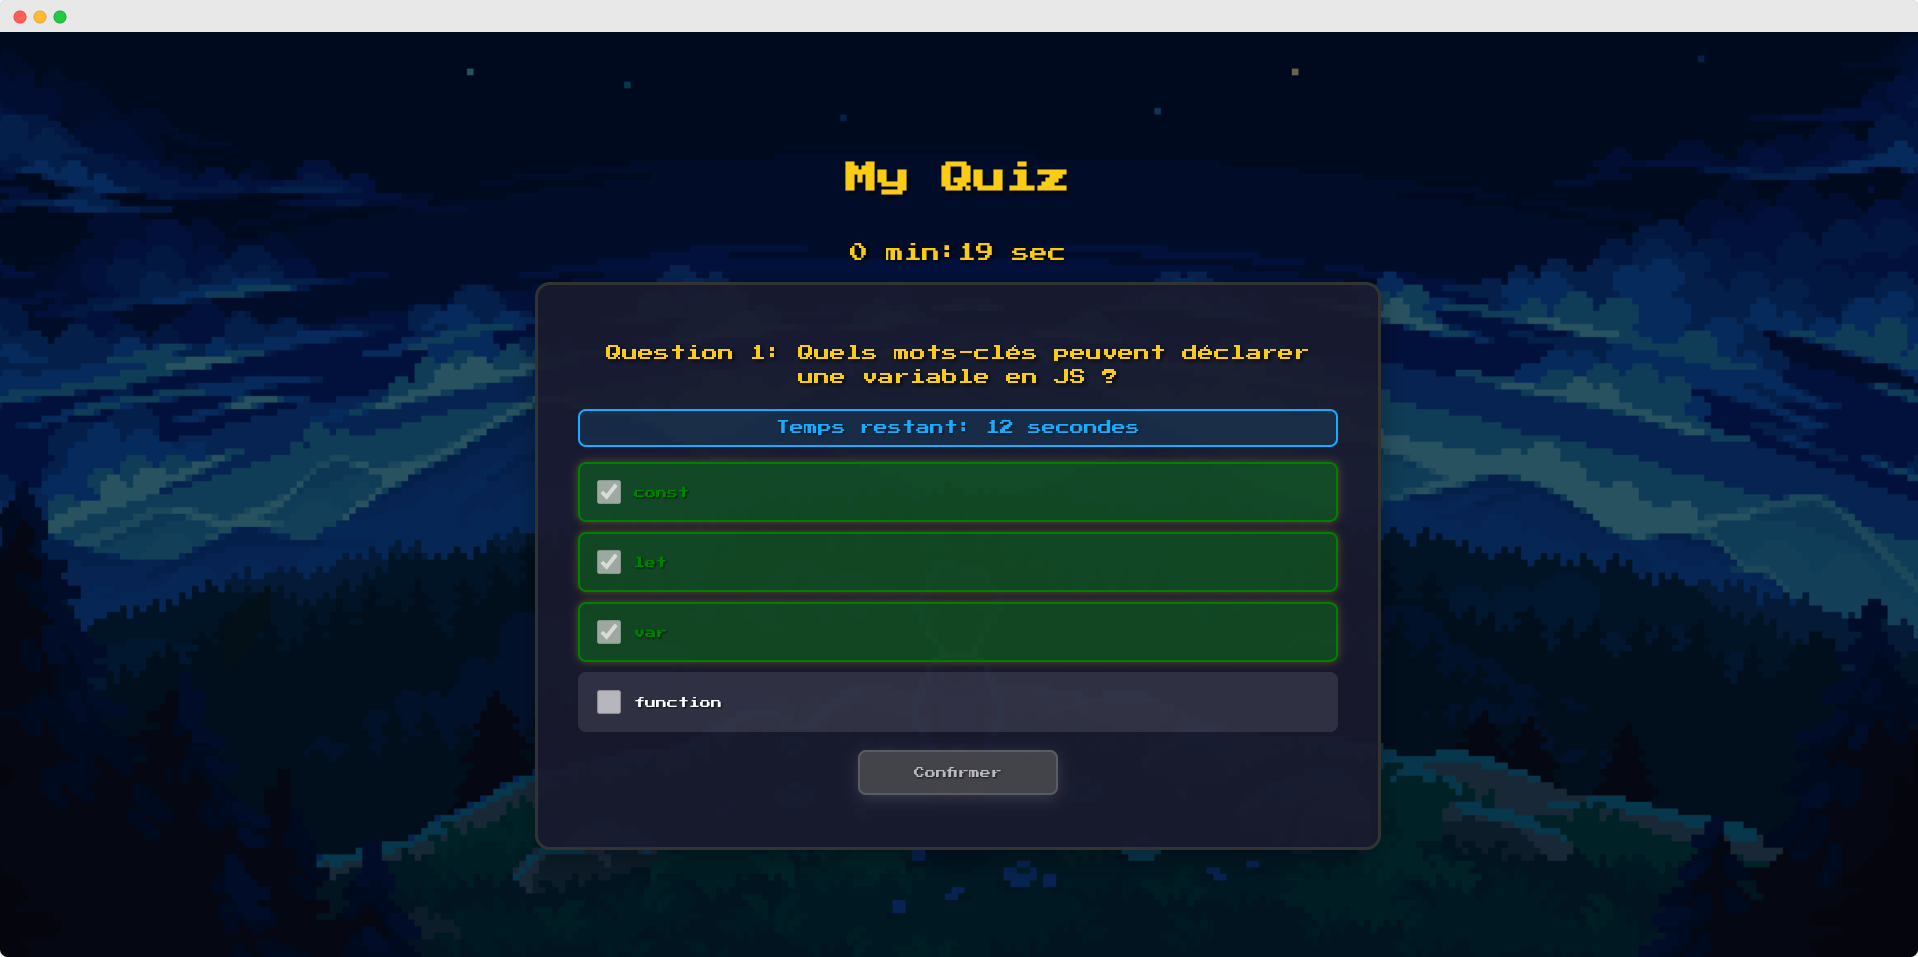 My Quiz
0 min:19 sec
Question 1: Quels mots-clés peuvent déclarer
une variable en JS ?
Temps restant: 12 secondes
const
let
var
function
Confirmer